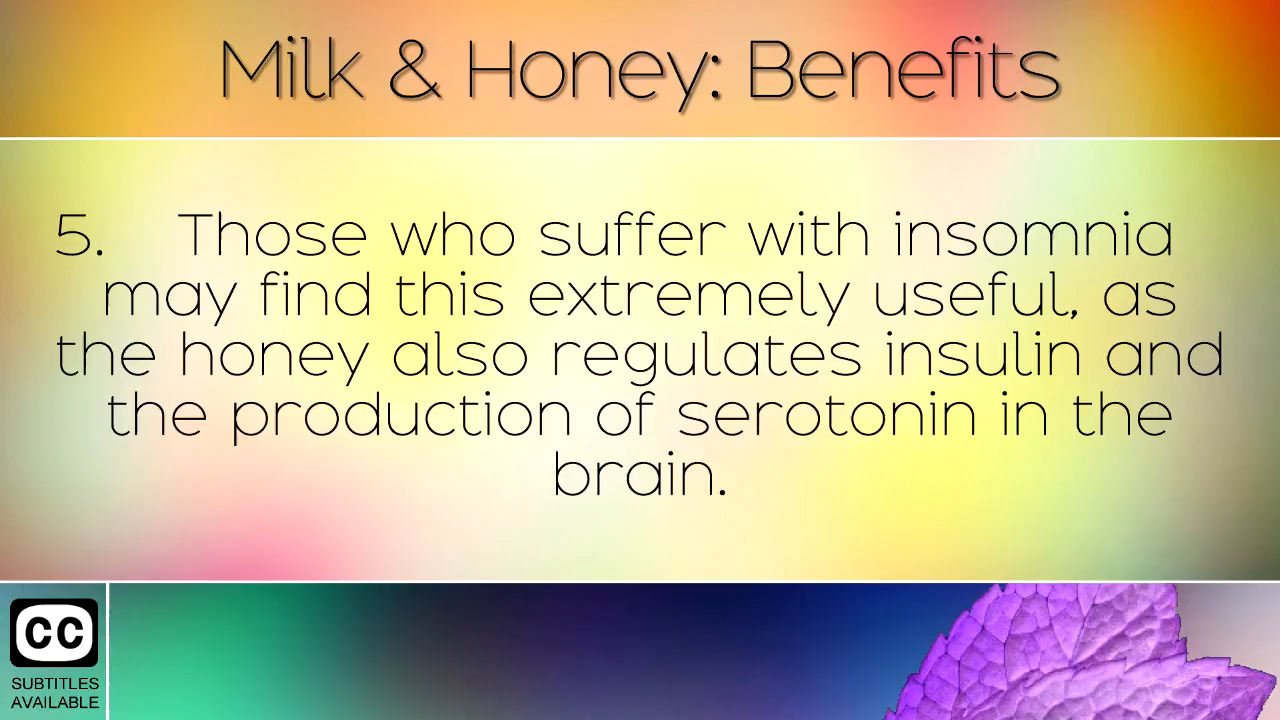 Milk & Honey: Benefits
5. Those who suffer with insomnia
may find this extremely useful, as
the honey also regulates insulin and
the production of serotonin in the
brain.
CC
SUBTITLES
AVAILABLE